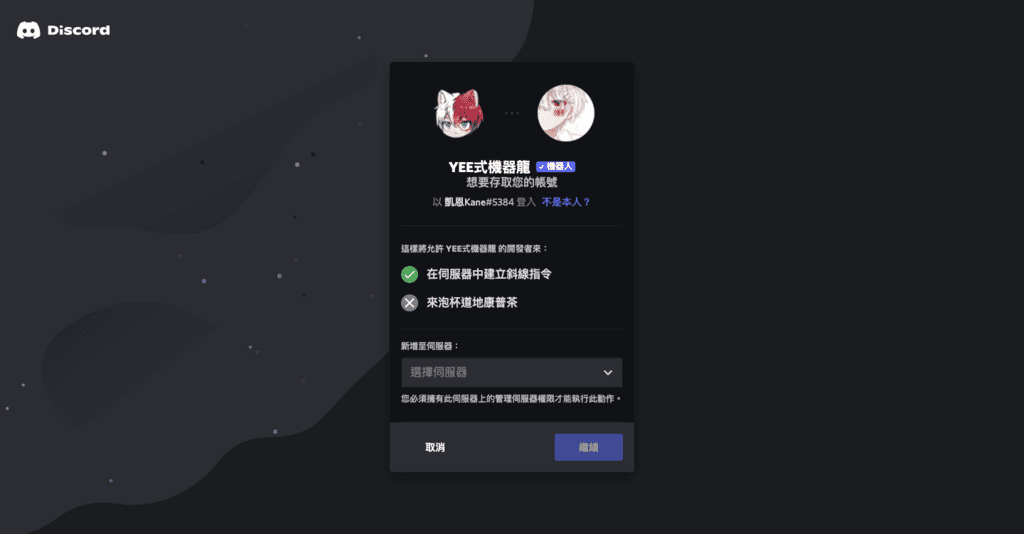 Discord
YEE式機器龍 ✓ 機器人
想要存取您的帳號
以 凱恩Kane#5384 登入 不是本人？
這樣將允許 YEE式機器龍 的開發者來：
在伺服器中建立斜線指令
來泡杯道地康普茶
新增至伺服器：
選擇伺服器
您必須擁有此伺服器上的管理伺服器權限才能執行此動作。
取消 繼續